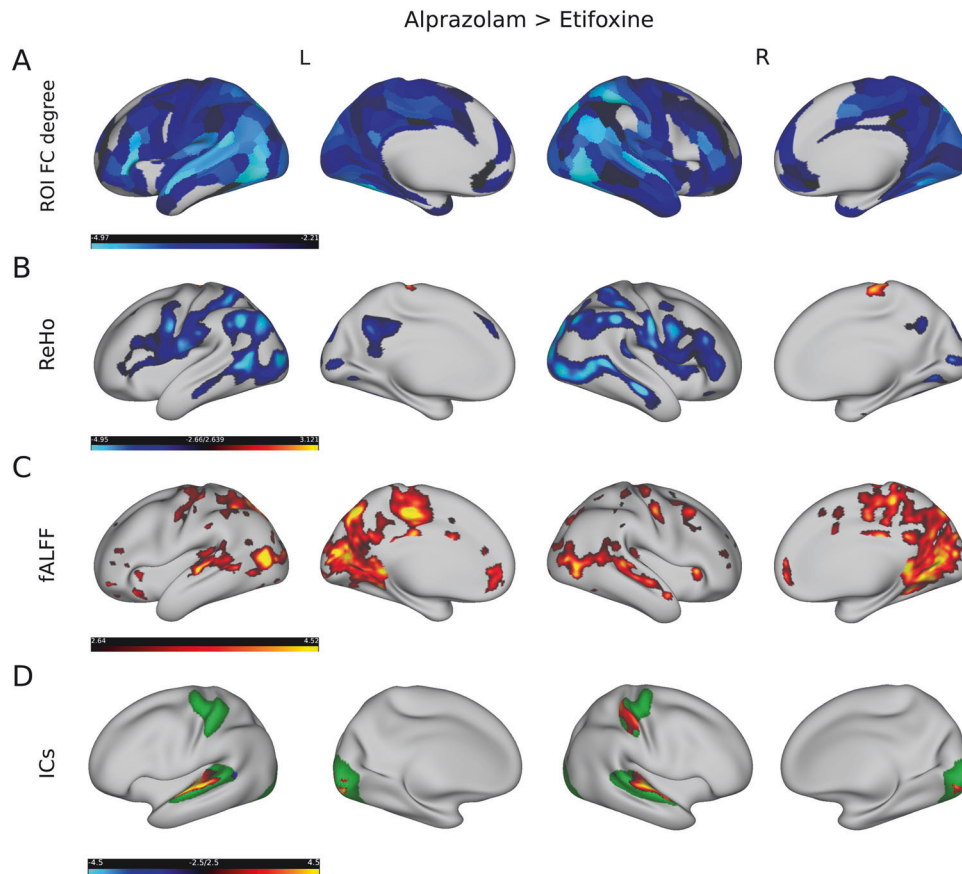 Alprazolam > Etifoxine
A
L
R
ROI FC degree
-4.97 -2.21
B
ReHo
-4.95 -2.66/2.639 3.121
C
fALFF
2.64 4.52
D
ICs
-4.5 -2.5/2.5 4.5